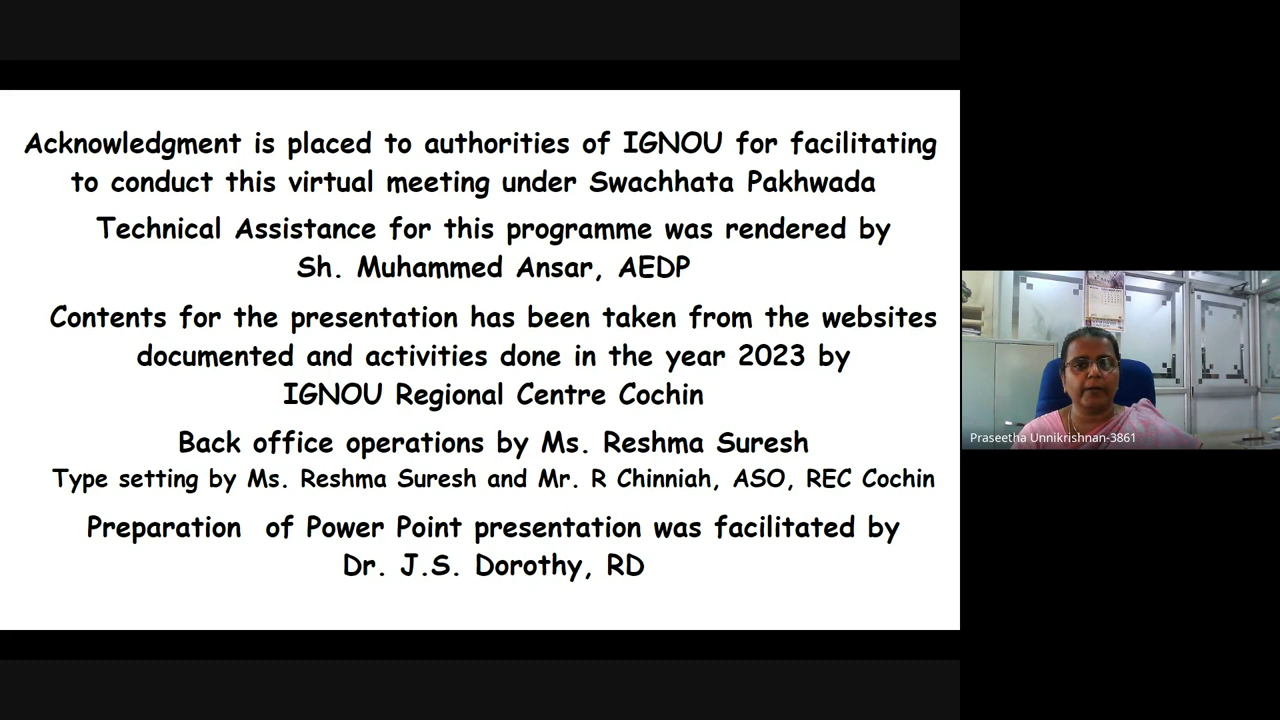 Acknowledgment is placed to authorities of IGNOU for facilitating
to conduct this virtual meeting under Swachhata Pakhwada
Technical Assistance for this programme was rendered by
Sh. Muhammed Ansar, AEDP
Contents for the presentation has been taken from the websites
documented and activities done in the year 2023 by
IGNOU Regional Centre Cochin
Back office operations by Ms. Reshma Suresh
Type setting by Ms. Reshma Suresh and Mr. R Chinniah, ASO, REC Cochin
Preparation of Power Point presentation was facilitated by
Dr. J.S. Dorothy, RD
Praseetha Unnikrishnan-3861